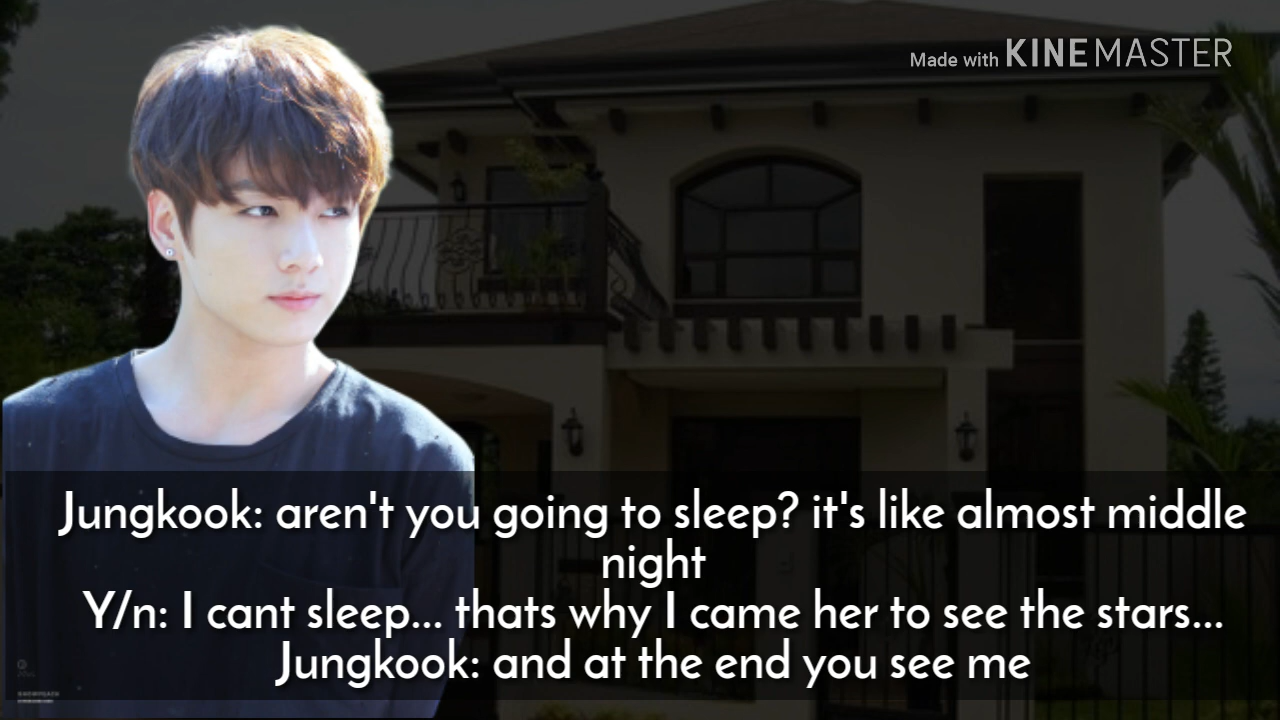 Made with KINEMASTER
Jungkook: aren't you going to sleep? it's like almost middle
night
Y/n: I cant sleep... thats why I came her to see the stars...
Jungkook: and at the end you see me